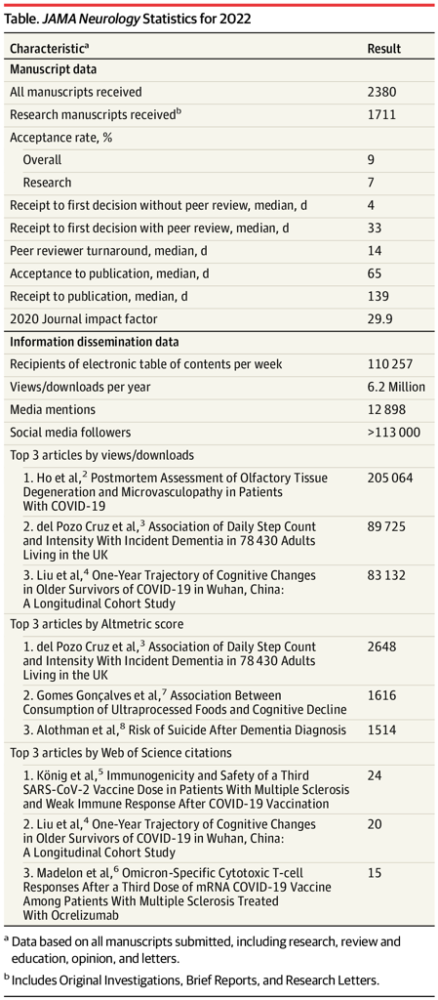 Table. JAMA Neurology Statistics for 2022
Characteristicᵃ Result
Manuscript data
All manuscripts received 2380
Research manuscripts receivedᵇ 1711
Acceptance rate, %
Overall 9
Research 7
Receipt to first decision without peer review, median, d 4
Receipt to first decision with peer review, median, d 33
Peer reviewer turnaround, median, d 14
Acceptance to publication, median, d 65
Receipt to publication, median, d 139
2020 Journal impact factor 29.9
Information dissemination data
Recipients of electronic table of contents per week 110 257
Views/downloads per year 6.2 Million
Media mentions 12 898
Social media followers >113 000
Top 3 articles by views/downloads
1. Ho et al,² Postmortem Assessment of Olfactory Tissue 205 064
Degeneration and Microvasculopathy in Patients
With COVID-19
2. del Pozo Cruz et al,³ Association of Daily Step Count 89 725
and Intensity With Incident Dementia in 78 430 Adults
Living in the UK
3. Liu et al,⁴ One-Year Trajectory of Cognitive Changes 83 132
in Older Survivors of COVID-19 in Wuhan, China:
A Longitudinal Cohort Study
Top 3 articles by Altmetric score
1. del Pozo Cruz et al,³ Association of Daily Step Count 2648
and Intensity With Incident Dementia in 78 430 Adults
Living in the UK
2. Gomes Gonçalves et al,⁷ Association Between 1616
Consumption of Ultraprocessed Foods and Cognitive Decline
3. Alothman et al,⁸ Risk of Suicide After Dementia Diagnosis 1514
Top 3 articles by Web of Science citations
1. König et al,⁵ Immunogenicity and Safety of a Third 24
SARS-CoV-2 Vaccine Dose in Patients With Multiple Sclerosis
and Weak Immune Response After COVID-19 Vaccination
2. Liu et al,⁴ One-Year Trajectory of Cognitive Changes 20
in Older Survivors of COVID-19 in Wuhan, China:
A Longitudinal Cohort Study
3. Madelon et al,⁶ Omicron-Specific Cytotoxic T-cell 15
Responses After a Third Dose of mRNA COVID-19 Vaccine
Among Patients With Multiple Sclerosis Treated
With Ocrelizumab
ᵃ Data based on all manuscripts submitted, including research, review and
education, opinion, and letters.
ᵇ Includes Original Investigations, Brief Reports, and Research Letters.